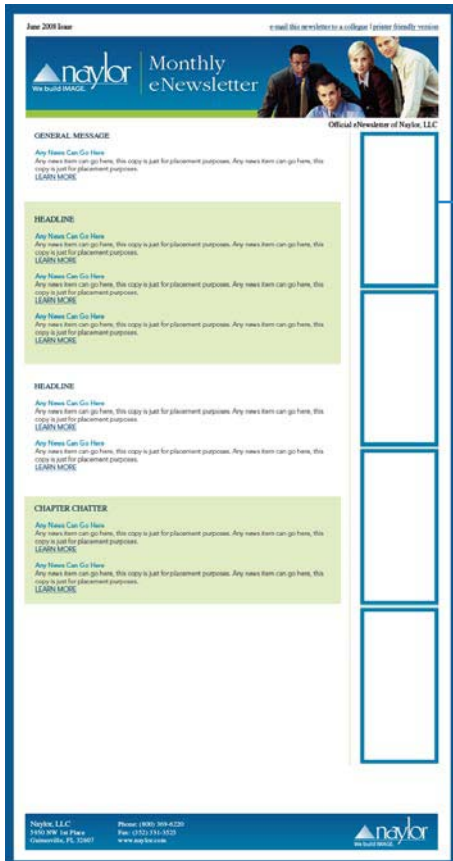 June 2008 Issue
e-mail this newsletter to a collegue | printer friendly version
naylor
We build IMAGE.
Monthly
eNewsletter
Official eNewsletter of Naylor, LLC
GENERAL MESSAGE
Any News Can Go Here
Any news item can go here, this copy is just for placement purposes. Any news item can go here, this
copy is just for placement purposes.
LEARN MORE
HEADLINE
Any News Can Go Here
Any news item can go here, this copy is just for placement purposes. Any news item can go here, this
copy is just for placement purposes.
LEARN MORE
Any News Can Go Here
Any news item can go here, this copy is just for placement purposes. Any news item can go here, this
copy is just for placement purposes.
LEARN MORE
Any News Can Go Here
Any news item can go here, this copy is just for placement purposes. Any news item can go here, this
copy is just for placement purposes.
LEARN MORE
HEADLINE
Any News Can Go Here
Any news item can go here, this copy is just for placement purposes. Any news item can go here, this
copy is just for placement purposes.
LEARN MORE
Any News Can Go Here
Any news item can go here, this copy is just for placement purposes. Any news item can go here, this
copy is just for placement purposes.
LEARN MORE
CHAPTER CHATTER
Any News Can Go Here
Any news item can go here, this copy is just for placement purposes. Any news item can go here, this
copy is just for placement purposes.
LEARN MORE
Any News Can Go Here
Any news item can go here, this copy is just for placement purposes. Any news item can go here, this
copy is just for placement purposes.
LEARN MORE
Naylor, LLC
5950 NW 1st Place
Gainesville, FL 32607
Phone: (800) 369-6220
Fax: (352) 331-3525
www.naylor.com
naylor
We build IMAGE.